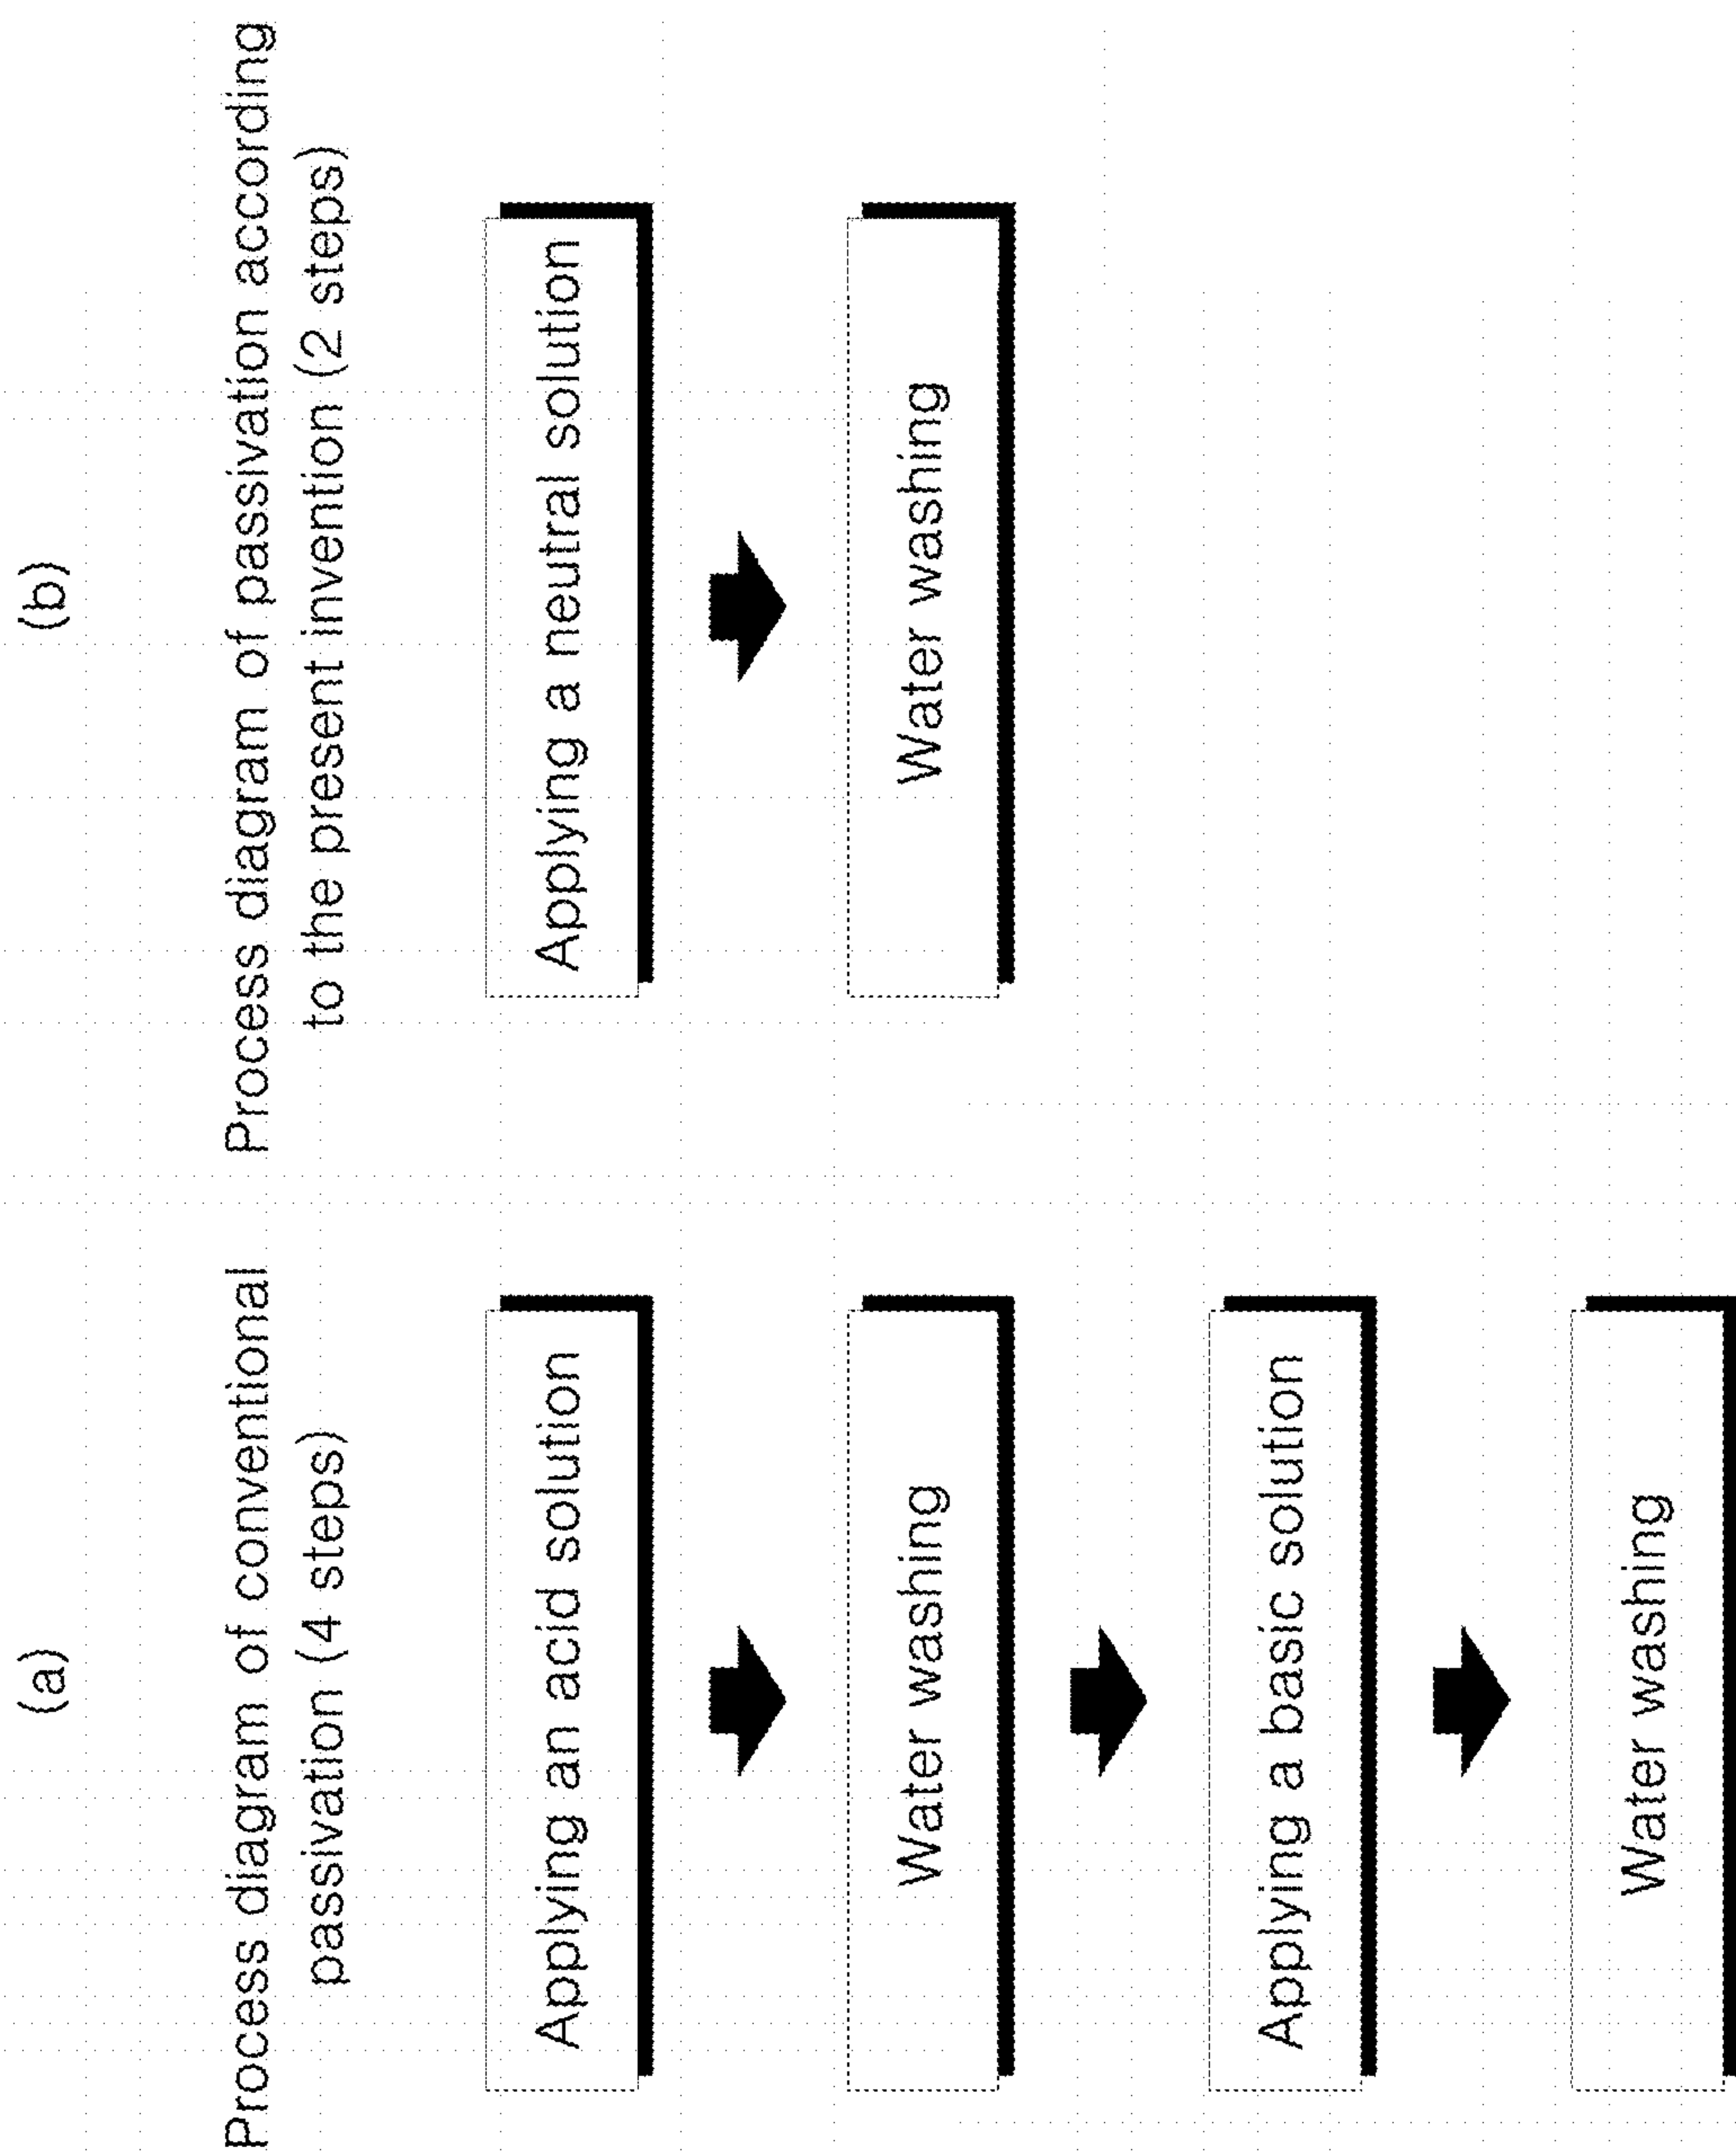 (a)
Process diagram of conventional
passivation (4 steps)
Applying an acid solution
Water washing
Applying a basic solution
Water washing
(b)
Process diagram of passivation according
to the present invention (2 steps)
Applying a neutral solution
Water washing